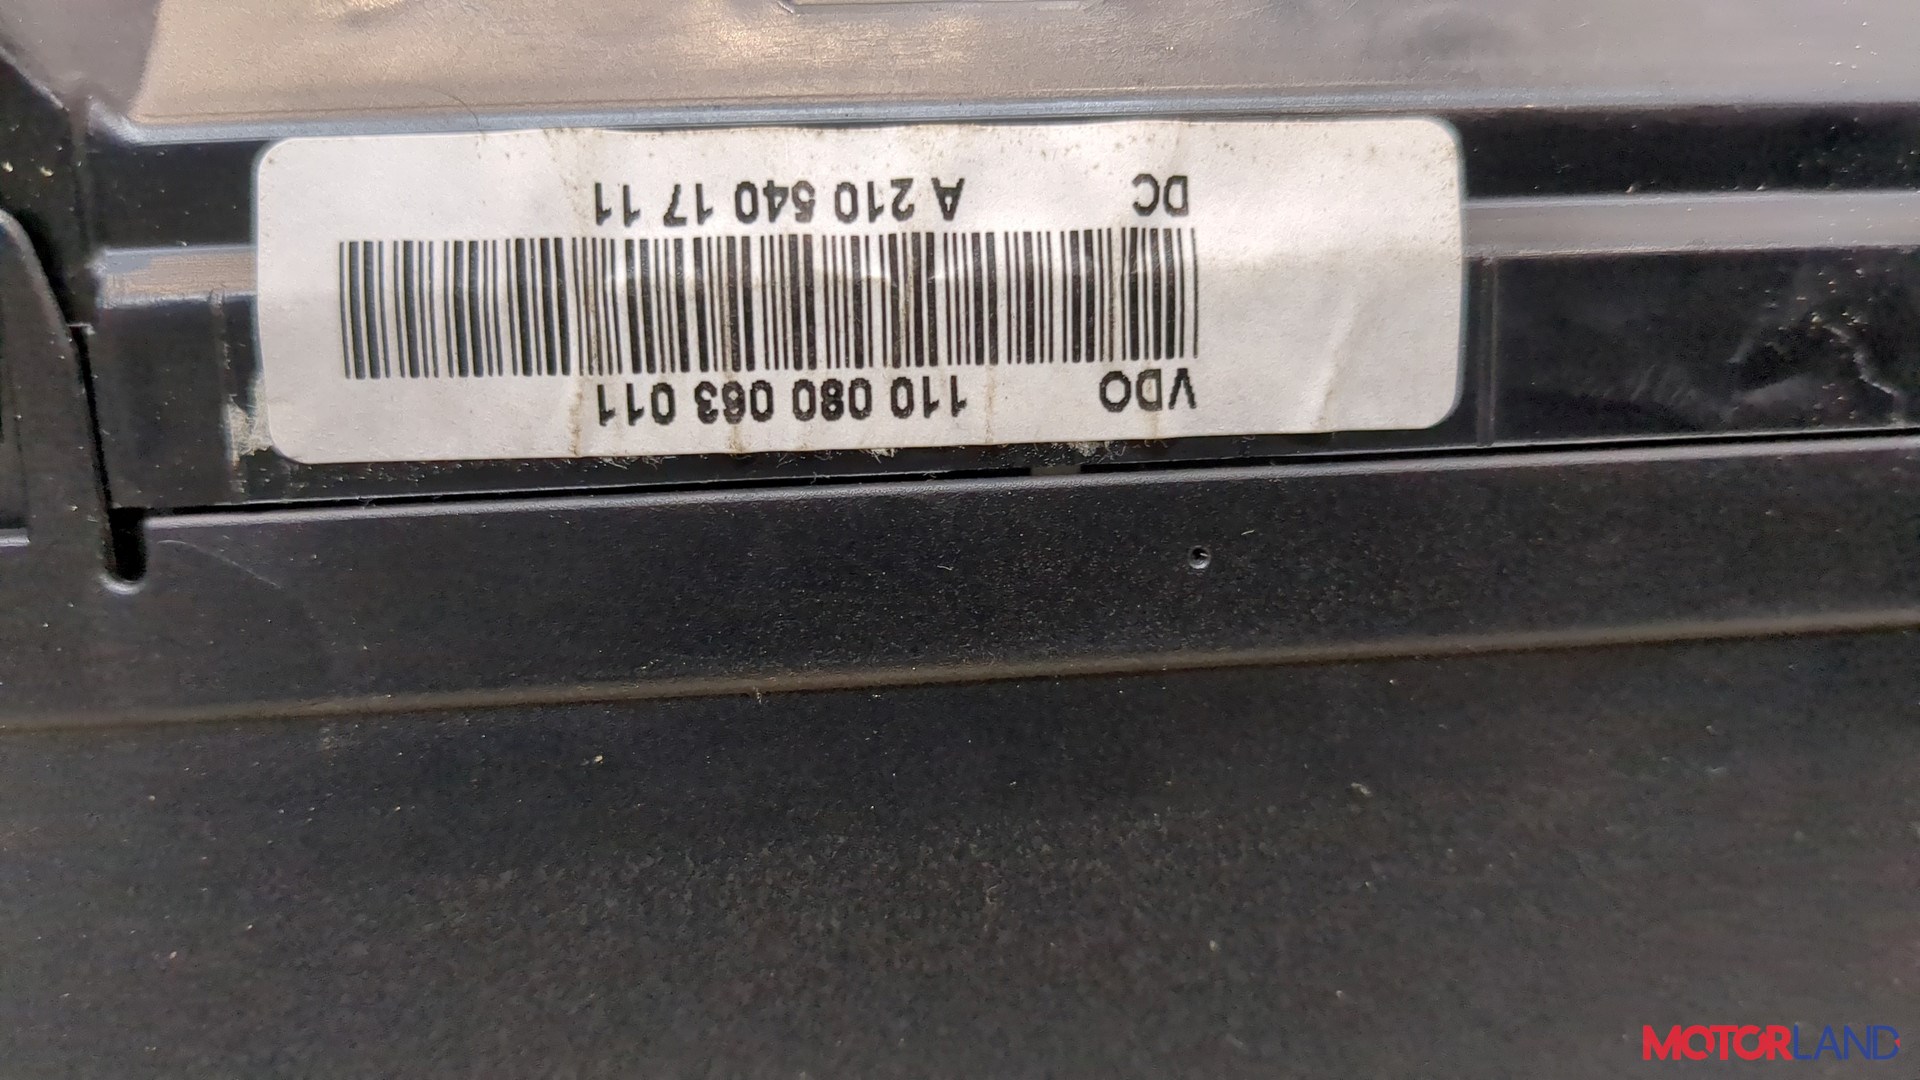 VDO 110 080 063 011
DC A 210 540 17 11
MOTORLAND